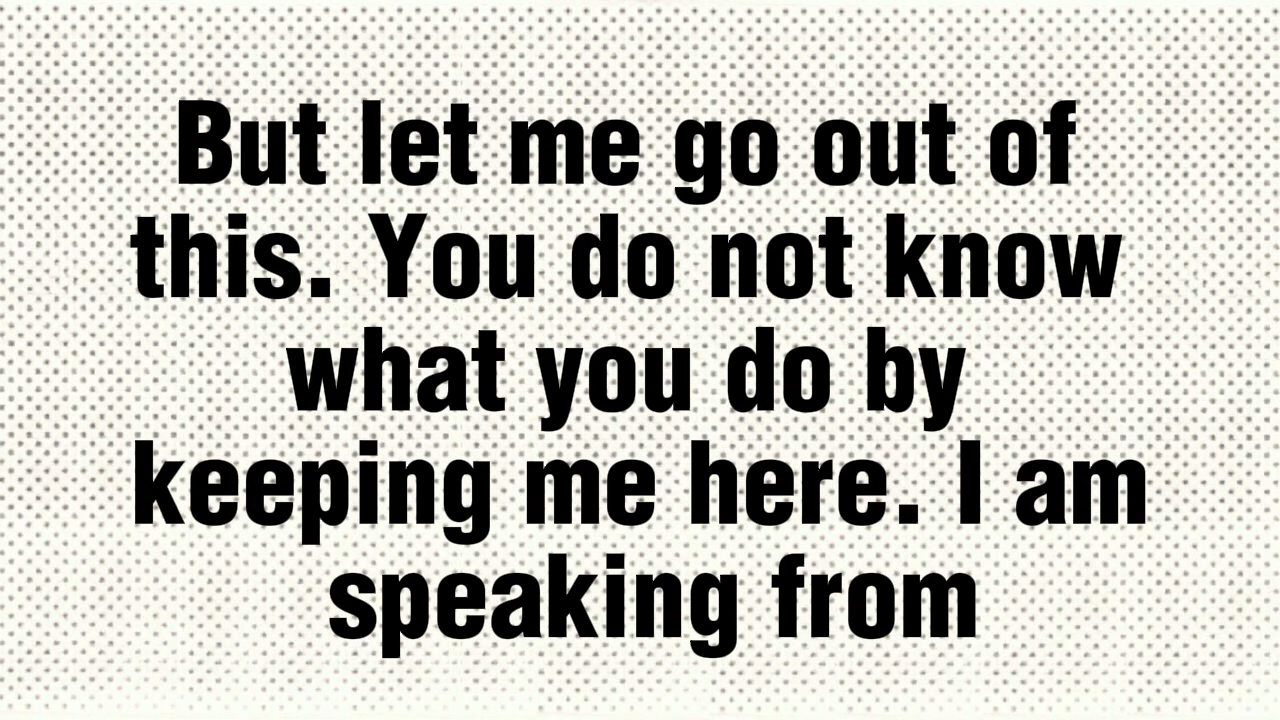 But let me go out of
this. You do not know
what you do by
keeping me here. I am
speaking from